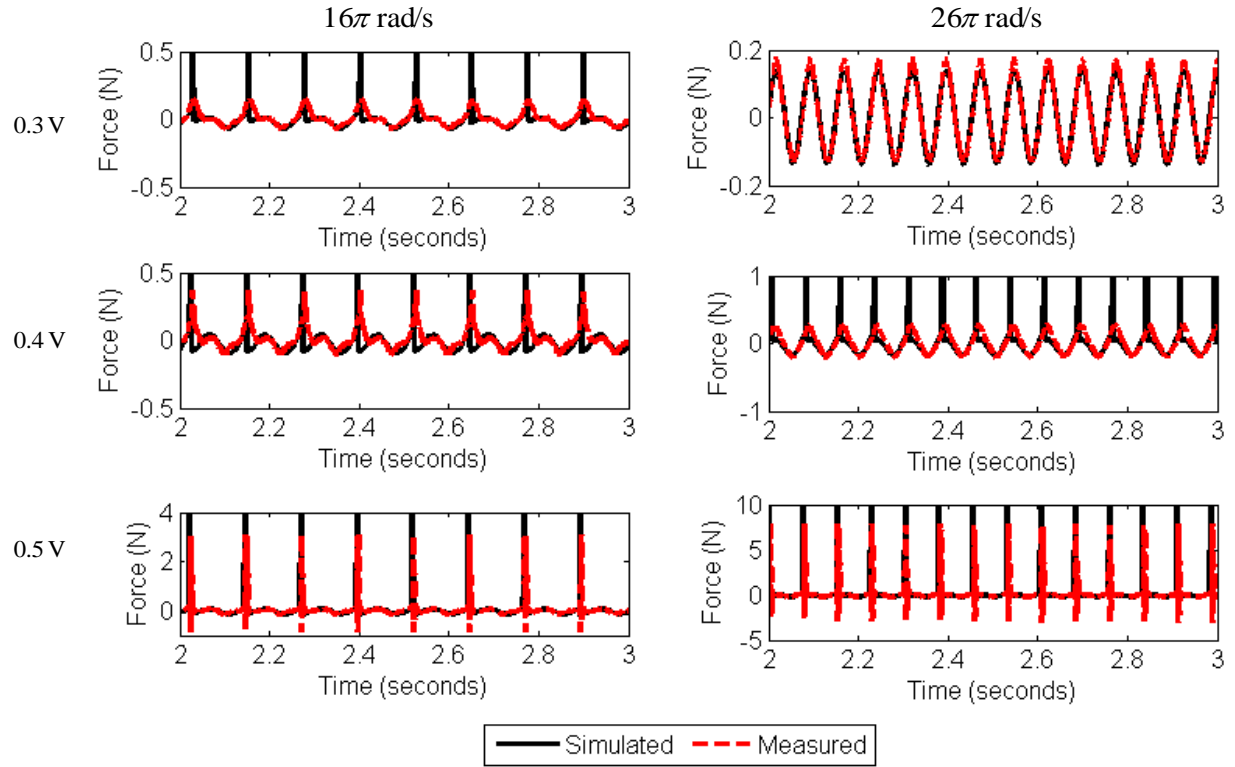 16π rad/s
26π rad/s
0.3 V
Force (N)
0.5
0
-0.5
2 2.2 2.4 2.6 2.8 3
Time (seconds)
Force (N)
0.2
0
-0.2
2 2.2 2.4 2.6 2.8 3
Time (seconds)
0.4 V
Force (N)
0.5
0
-0.5
2 2.2 2.4 2.6 2.8 3
Time (seconds)
Force (N)
1
0
-1
2 2.2 2.4 2.6 2.8 3
Time (seconds)
0.5 V
Force (N)
4
2
0
2 2.2 2.4 2.6 2.8 3
Time (seconds)
Force (N)
10
5
0
-5
2 2.2 2.4 2.6 2.8 3
Time (seconds)
Simulated Measured